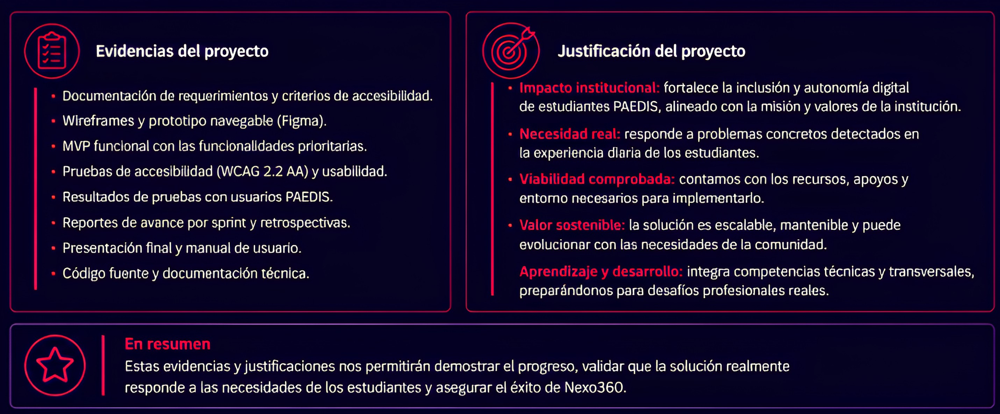 Evidencias del proyecto
• Documentación de requerimientos y criterios de accesibilidad.
• Wireframes y prototipo navegable (Figma).
• MVP funcional con las funcionalidades prioritarias.
• Pruebas de accesibilidad (WCAG 2.2 AA) y usabilidad.
• Resultados de pruebas con usuarios PAEDIS.
• Reportes de avance por sprint y retrospectivas.
• Presentación final y manual de usuario.
• Código fuente y documentación técnica.
Justificación del proyecto
• Impacto institucional: fortalece la inclusión y autonomía digital
de estudiantes PAEDIS, alineado con la misión y valores de la institución.
• Necesidad real: responde a problemas concretos detectados en
la experiencia diaria de los estudiantes.
• Viabilidad comprobada: contamos con los recursos, apoyos y
entorno necesarios para implementarlo.
• Valor sostenible: la solución es escalable, mantenible y puede
evolucionar con las necesidades de la comunidad.
Aprendizaje y desarrollo: integra competencias técnicas y transversales,
preparándonos para desafíos profesionales reales.
En resumen
Estas evidencias y justificaciones nos permitirán demostrar el progreso, validar que la solución realmente
responde a las necesidades de los estudiantes y asegurar el éxito de Nexo360.